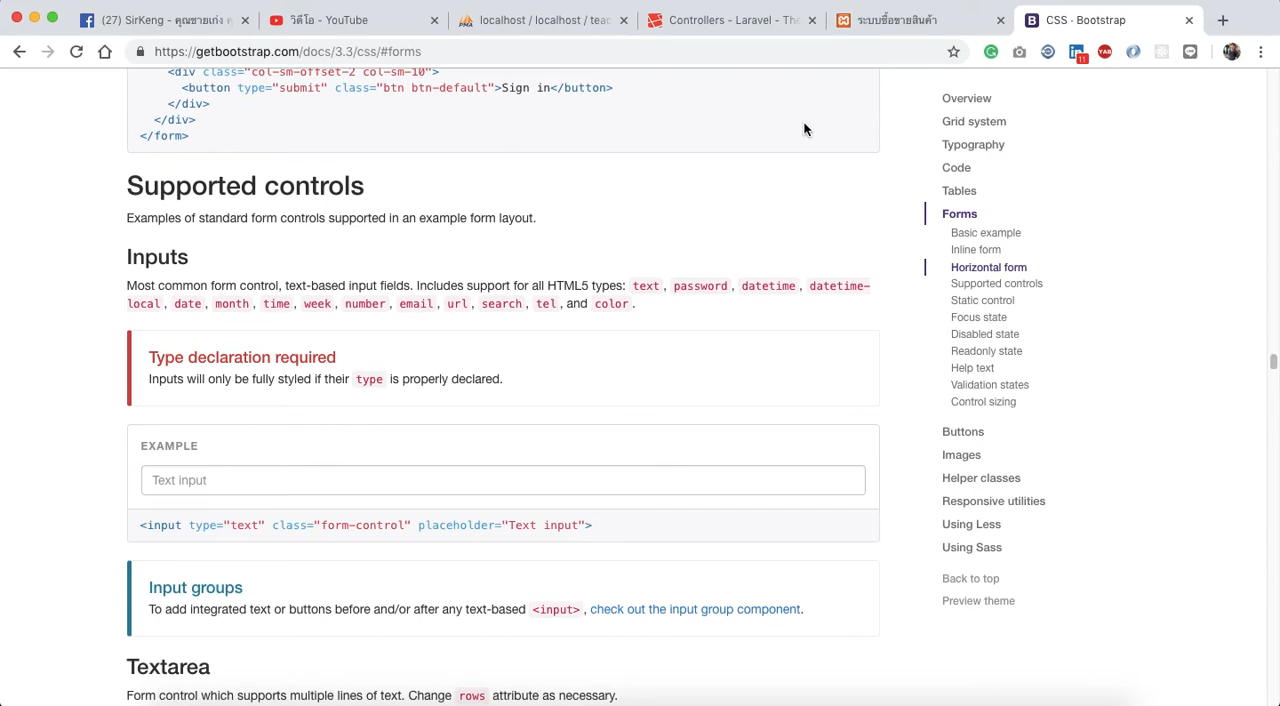 (27) SirKeng - คุณชายเก่ง ค
วิดีโอ - YouTube
localhost / localhost / teac
Controllers - Laravel - The
ระบบซื้อขายสินค้า
CSS · Bootstrap
https://getbootstrap.com/docs/3.3/css/#forms
11
YAB
<div class="col-sm-offset-2 col-sm-10">
<button type="submit" class="btn btn-default">Sign in</button>
</div>
</div>
</form>
Supported controls
Examples of standard form controls supported in an example form layout.
Inputs
Most common form control, text-based input fields. Includes support for all HTML5 types: text, password, datetime, datetime-
local, date, month, time, week, number, email, url, search, tel, and color.
Type declaration required
Inputs will only be fully styled if their type is properly declared.
EXAMPLE
Text input
<input type="text" class="form-control" placeholder="Text input">
Input groups
To add integrated text or buttons before and/or after any text-based <input>, check out the input group component.
Textarea
Form control which supports multiple lines of text. Change rows attribute as necessary.
Overview
Grid system
Typography
Code
Tables
Forms
Basic example
Inline form
Horizontal form
Supported controls
Static control
Focus state
Disabled state
Readonly state
Help text
Validation states
Control sizing
Buttons
Images
Helper classes
Responsive utilities
Using Less
Using Sass
Back to top
Preview theme